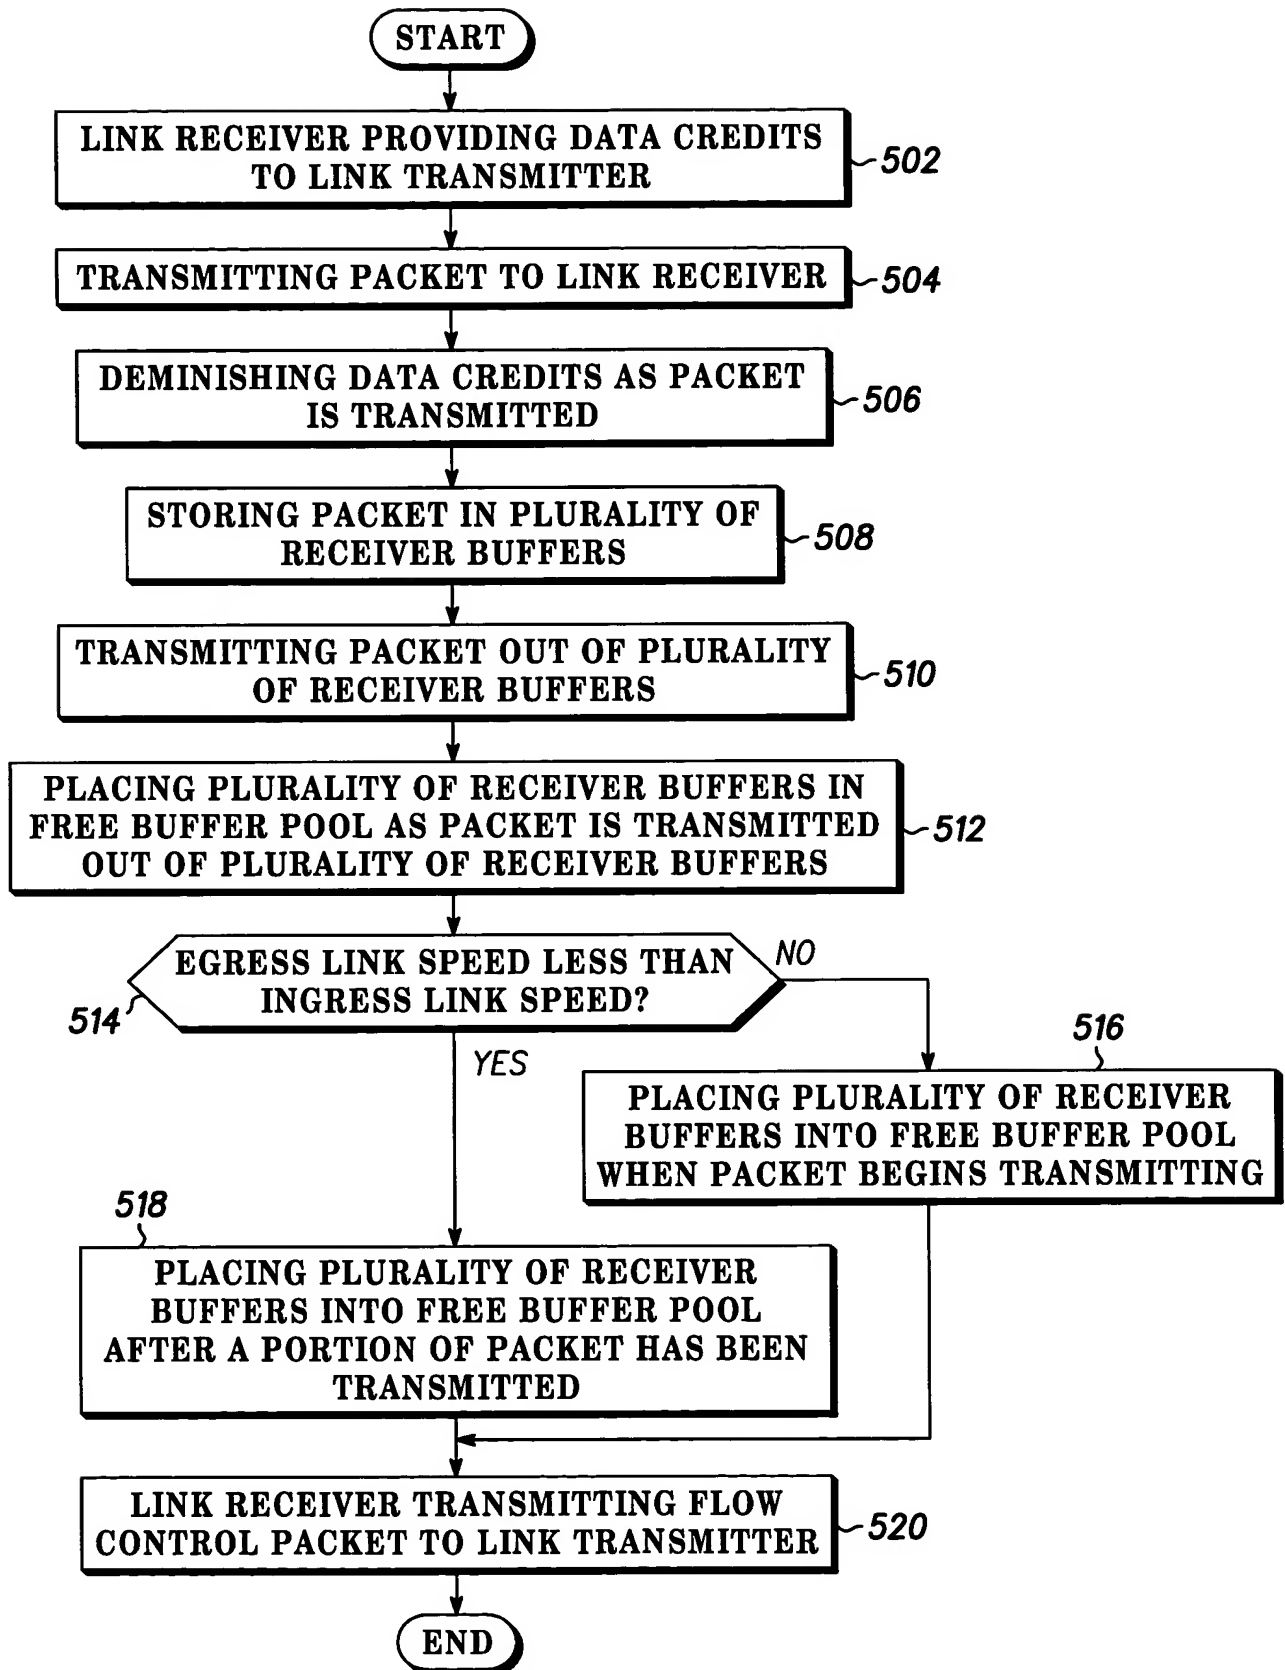 START
LINK RECEIVER PROVIDING DATA CREDITS
TO LINK TRANSMITTER
502
TRANSMITTING PACKET TO LINK RECEIVER
504
DEMINISHING DATA CREDITS AS PACKET
IS TRANSMITTED
506
STORING PACKET IN PLURALITY OF
RECEIVER BUFFERS
508
TRANSMITTING PACKET OUT OF PLURALITY
OF RECEIVER BUFFERS
510
PLACING PLURALITY OF RECEIVER BUFFERS IN
FREE BUFFER POOL AS PACKET IS TRANSMITTED
OUT OF PLURALITY OF RECEIVER BUFFERS
512
EGRESS LINK SPEED LESS THAN
INGRESS LINK SPEED?
514
NO
YES
516
PLACING PLURALITY OF RECEIVER
BUFFERS INTO FREE BUFFER POOL
WHEN PACKET BEGINS TRANSMITTING
518
PLACING PLURALITY OF RECEIVER
BUFFERS INTO FREE BUFFER POOL
AFTER A PORTION OF PACKET HAS BEEN
TRANSMITTED
LINK RECEIVER TRANSMITTING FLOW
CONTROL PACKET TO LINK TRANSMITTER
520
END